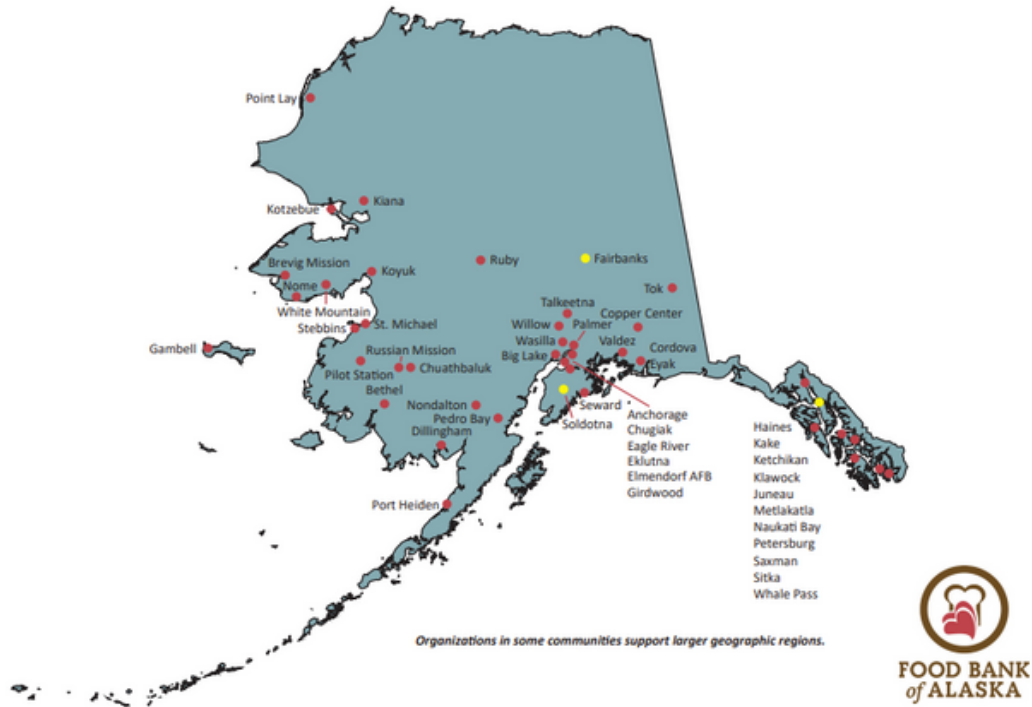 Point Lay
Kiana
Kotzebue
Brevig Mission
Koyuk
Ruby
Fairbanks
Nome
Tok
White Mountain
Talkeetna
Copper Center
Stebbins
St. Michael
Willow
Palmer
Wasilla
Valdez
Gambell
Russian Mission
Big Lake
Cordova
Pilot Station
Chuathbaluk
Eyak
Bethel
Nondalton
Seward
Pedro Bay
Soldotna
Dillingham
Port Heiden
Anchorage
Chugiak
Eagle River
Eklutna
Elmendorf AFB
Girdwood
Haines
Kake
Ketchikan
Klawock
Juneau
Metlakatla
Naukati Bay
Petersburg
Saxman
Sitka
Whale Pass
Organizations in some communities support larger geographic regions.
FOOD BANK
of ALASKA